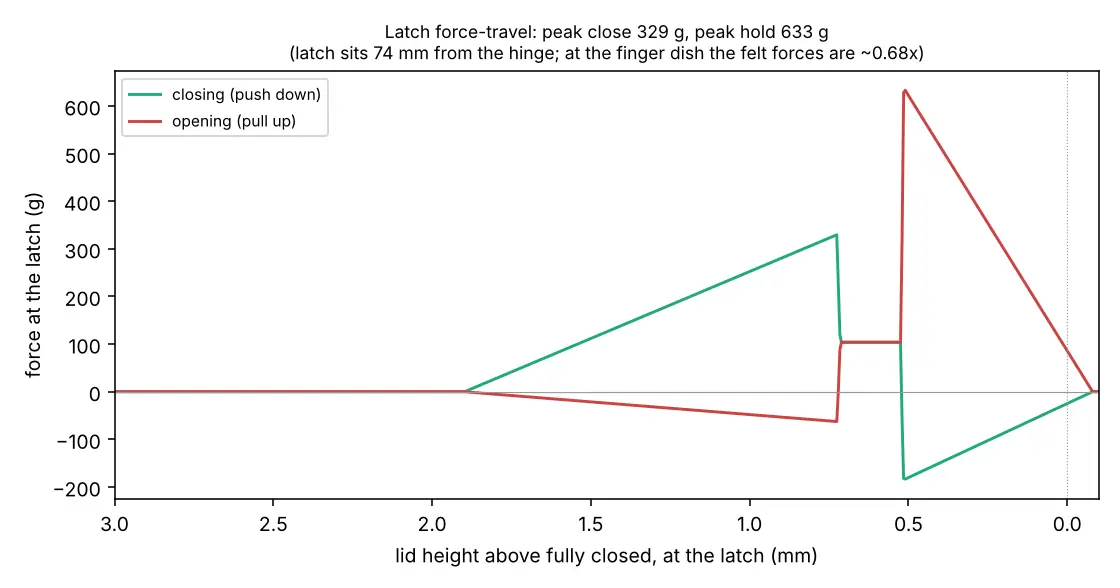 Latch force-travel: peak close 329 g, peak hold 633 g
(latch sits 74 mm from the hinge; at the finger dish the felt forces are ~0.68x)
closing (push down)
opening (pull up)
force at the latch (g)
600
500
400
300
200
100
0
−100
−200
3.0 2.5 2.0 1.5 1.0 0.5 0.0
lid height above fully closed, at the latch (mm)